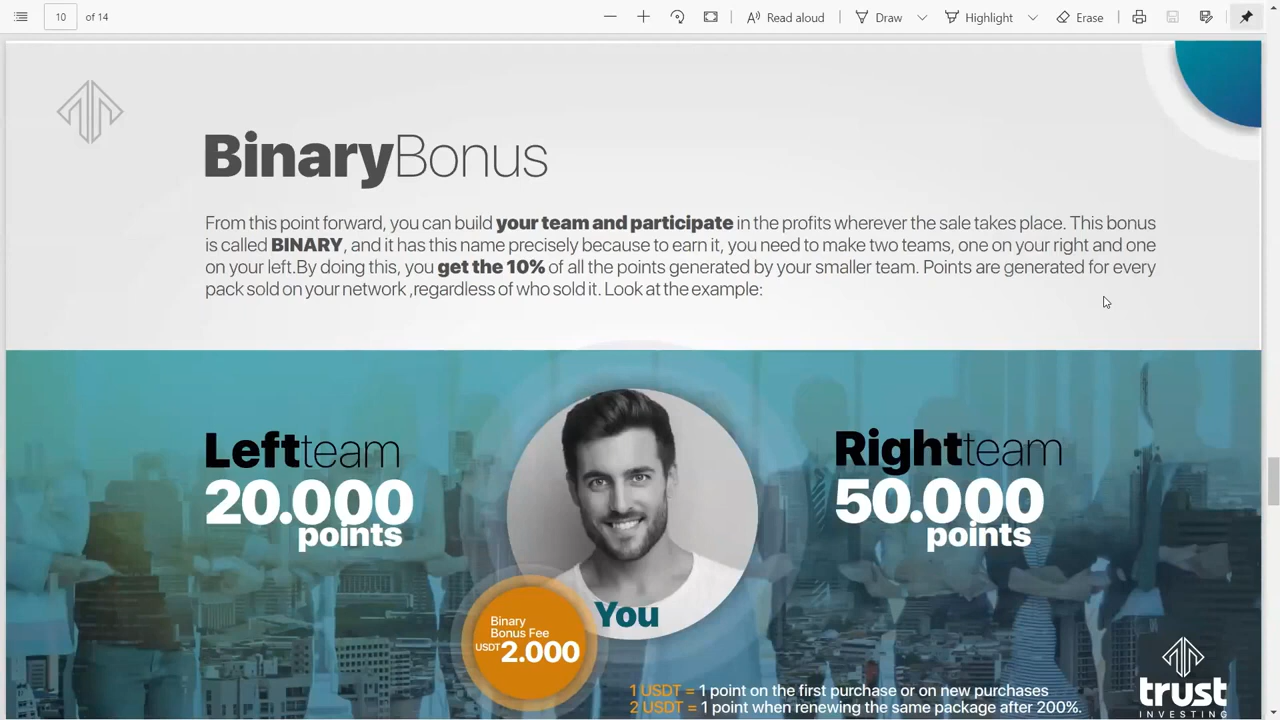 10 of 14 Read aloud Draw Highlight Erase
BinaryBonus
From this point forward, you can build your team and participate in the profits wherever the sale takes place. This bonus
is called BINARY, and it has this name precisely because to earn it, you need to make two teams, one on your right and one
on your left.By doing this, you get the 10% of all the points generated by your smaller team. Points are generated for every
pack sold on your network ,regardless of who sold it. Look at the example:
Leftteam
20.000
points
Rightteam
50.000
points
You
Binary
Bonus Fee
USDT 2.000
1 USDT = 1 point on the first purchase or on new purchases
2 USDT = 1 point when renewing the same package after 200%.
trust
INVESTING